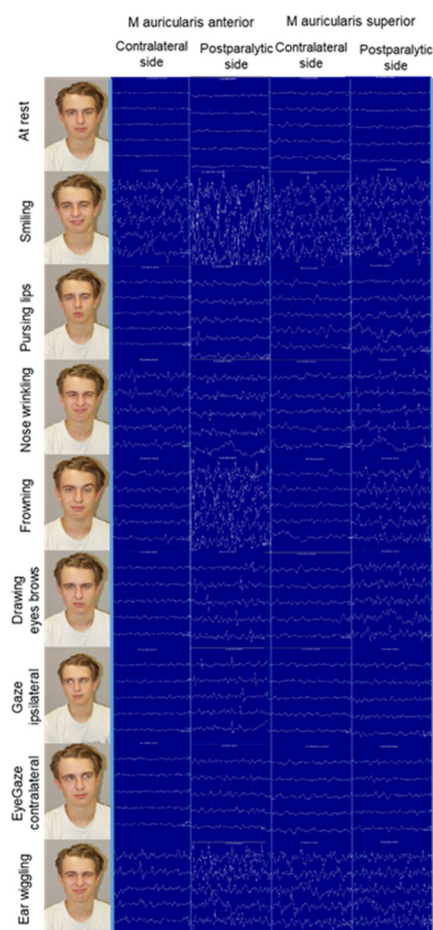 M auricularis anterior
M auricularis superior
Contralateral
side
Postparalytic
side
Contralateral
side
Postparalytic
side
At rest
Smiling
Pursing lips
Nose wrinkling
Frowning
Drawing
eyes brows
Gaze
ipsilateral
EyeGaze
contralateral
Ear wiggling